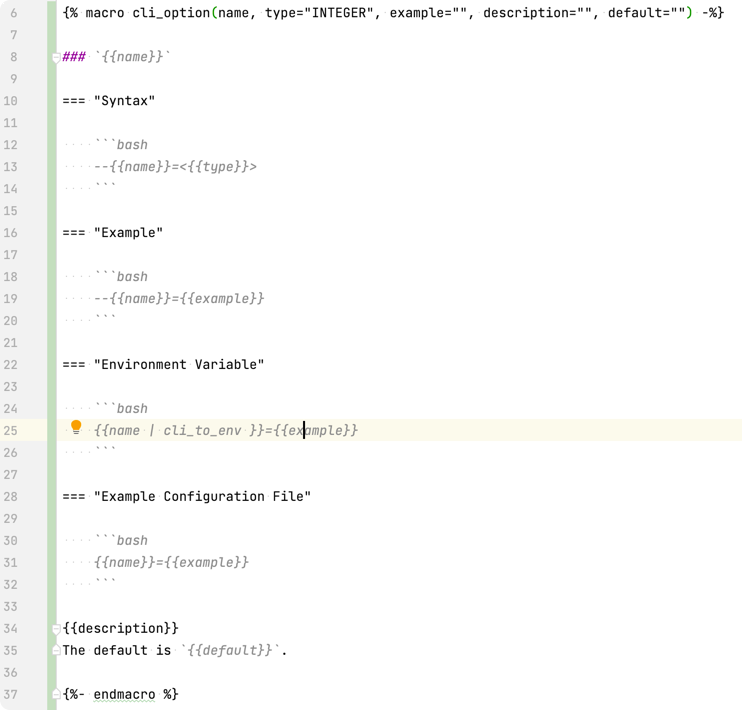 6 {% macro cli_option(name, type="INTEGER", example="", description="", default="") -%}
7
8 ### `{{name}}`
9
10 === "Syntax"
11
12 ```bash
13 --{{name}}=<{{type}}>
14 ```
15
16 === "Example"
17
18 ```bash
19 --{{name}}={{example}}
20 ```
21
22 === "Environment Variable"
23
24 ```bash
25 {{name | cli_to_env }}={{example}}
26 ```
27
28 === "Example Configuration File"
29
30 ```bash
31 {{name}}={{example}}
32 ```
33
34 {{description}}
35 The default is `{{default}}`.
36
37 {%- endmacro %}